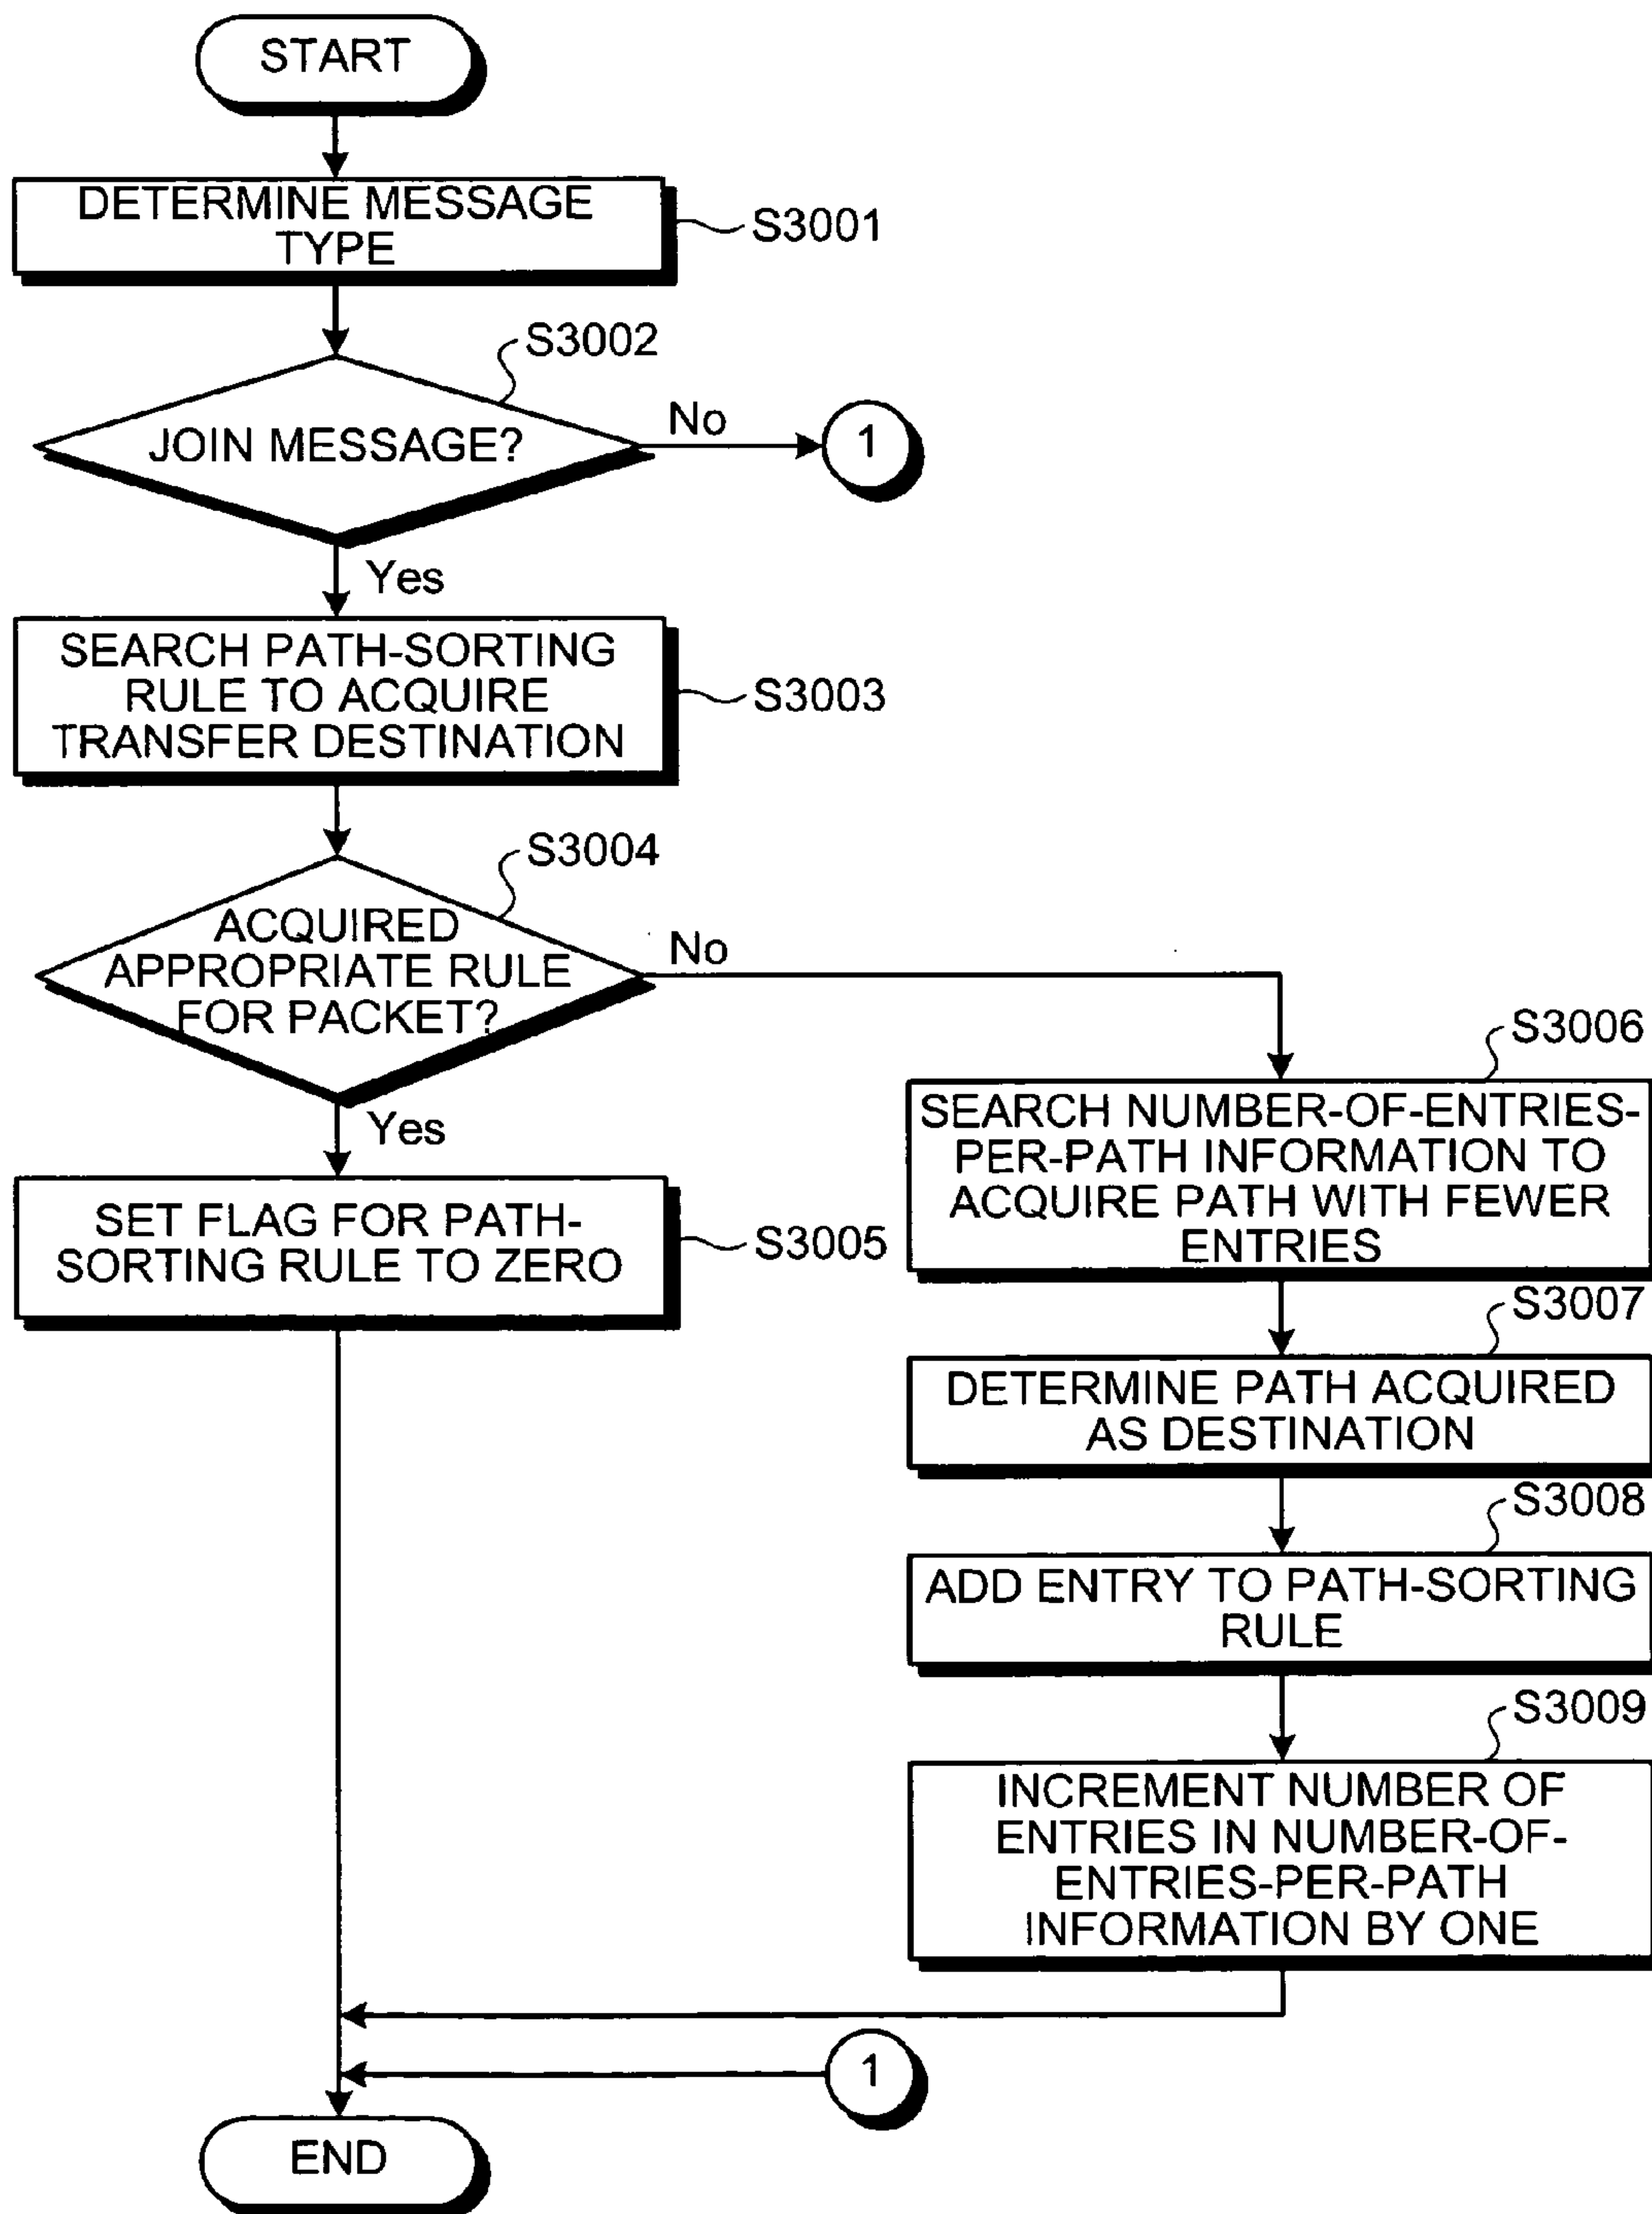 START
DETERMINE MESSAGE
TYPE
S3001
S3002
JOIN MESSAGE?
No
1
Yes
SEARCH PATH-SORTING
RULE TO ACQUIRE
TRANSFER DESTINATION
S3003
S3004
ACQUIRED
APPROPRIATE RULE
FOR PACKET?
No
Yes
SET FLAG FOR PATH-
SORTING RULE TO ZERO
S3005
S3006
SEARCH NUMBER-OF-ENTRIES-
PER-PATH INFORMATION TO
ACQUIRE PATH WITH FEWER
ENTRIES
S3007
DETERMINE PATH ACQUIRED
AS DESTINATION
S3008
ADD ENTRY TO PATH-SORTING
RULE
S3009
INCREMENT NUMBER OF
ENTRIES IN NUMBER-OF-
ENTRIES-PER-PATH
INFORMATION BY ONE
1
END